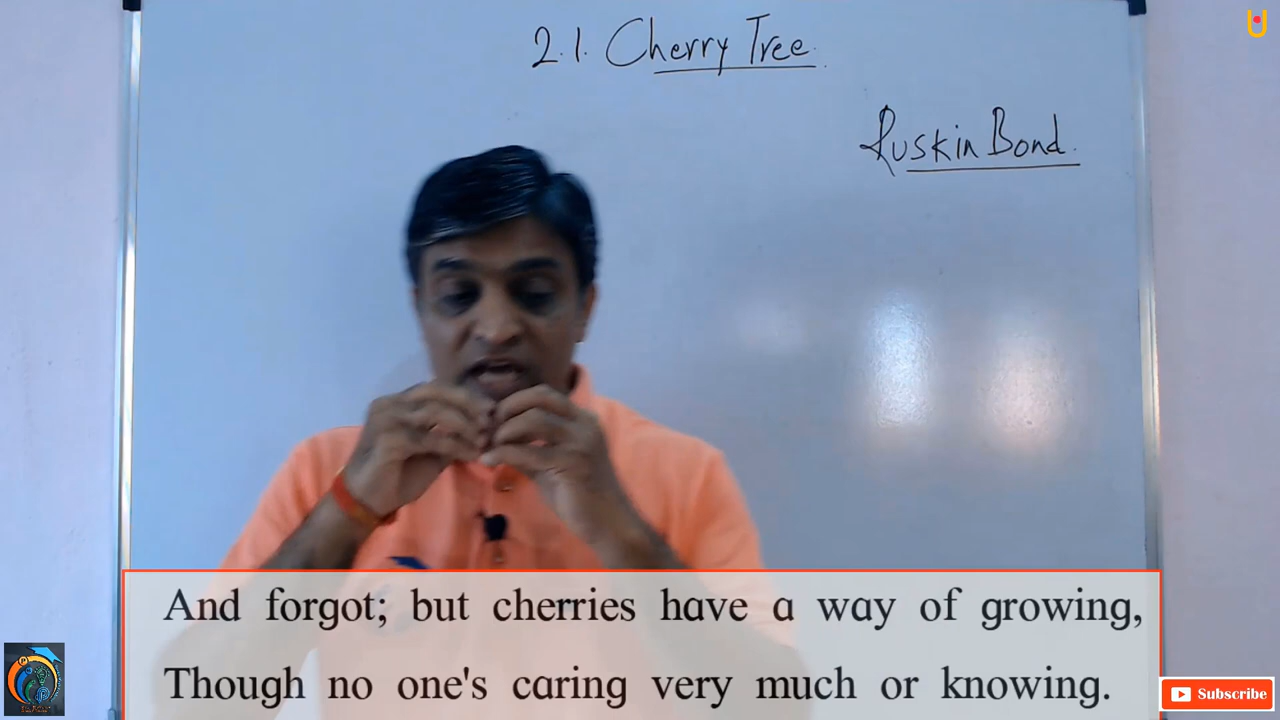 2.1. Cherry Tree.
Ruskin Bond.
And forgot; but cherries have a way of growing,
Though no one's caring very much or knowing.
Subscribe